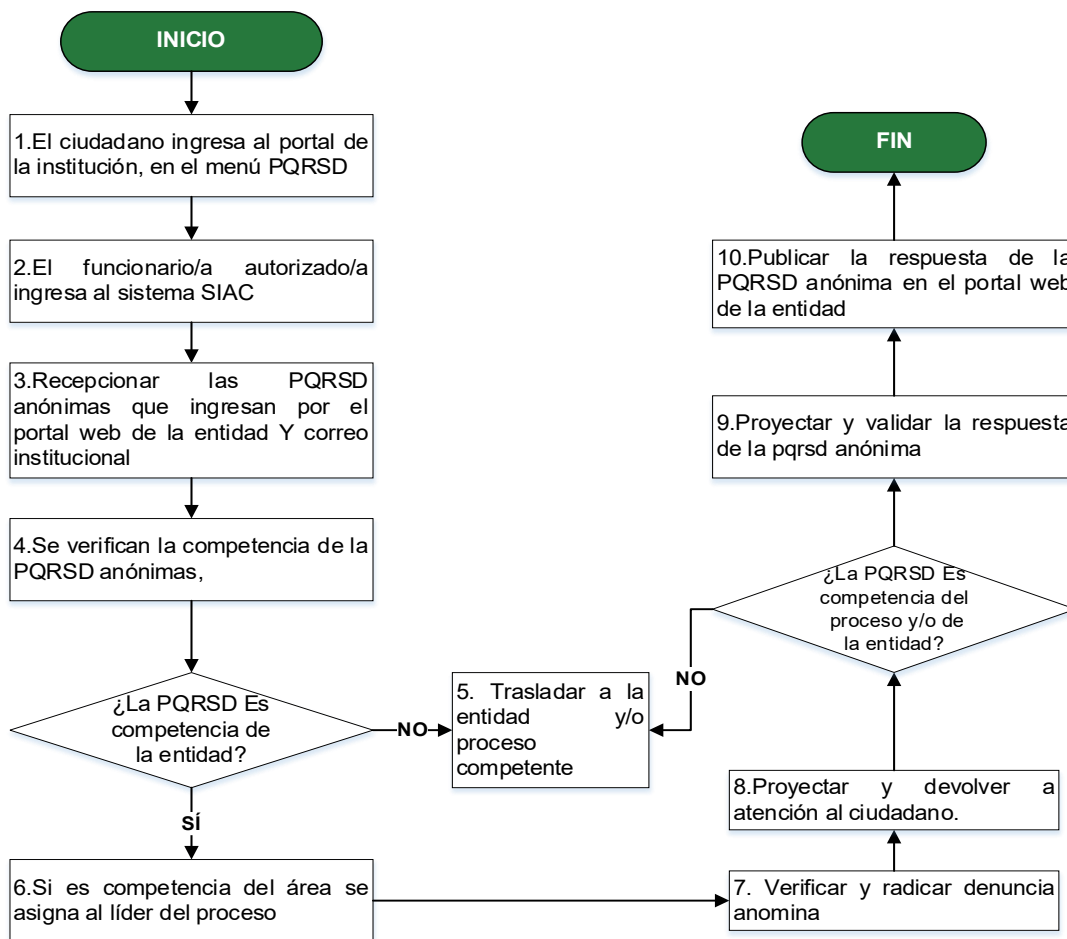 INICIO
1.El ciudadano ingresa al portal de
la institución, en el menú PQRSD
2.El funcionario/a autorizado/a
ingresa al sistema SIAC
3.Recepcionar las PQRSD
anónimas que ingresan por el
portal web de la entidad Y correo
institucional
4.Se verifican la competencia de la
PQRSD anónimas,
¿La PQRSD Es
competencia de
la entidad?
NO
SÍ
5. Trasladar a la
entidad y/o
proceso
competente
6.Si es competencia del área se
asigna al líder del proceso
7. Verificar y radicar denuncia
anomina
8.Proyectar y devolver a
atención al ciudadano.
¿La PQRSD Es
competencia del
proceso y/o de
la entidad?
NO
9.Proyectar y validar la respuesta
de la pqrsd anónima
10.Publicar la respuesta de la
PQRSD anónima en el portal web
de la entidad
FIN